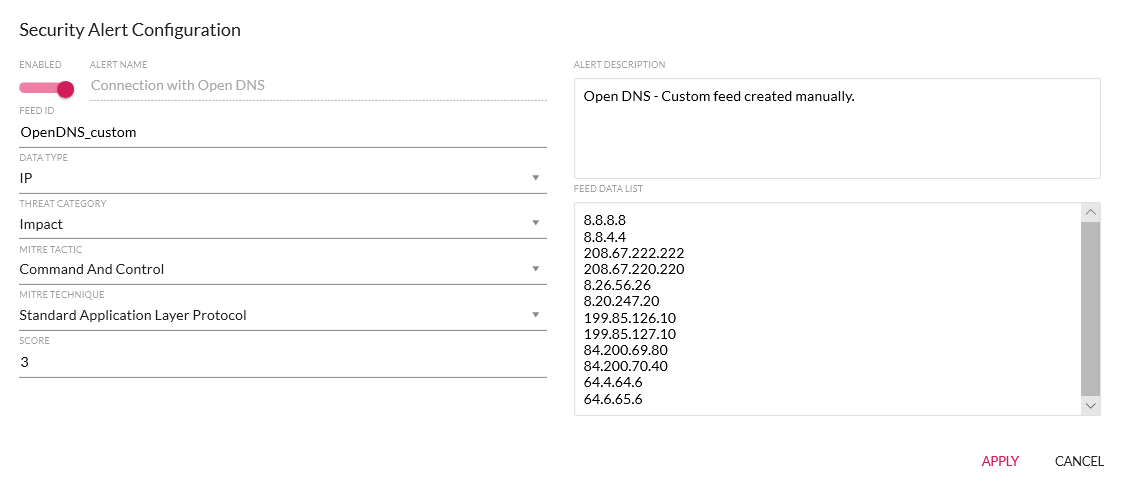 Security Alert Configuration
ENABLED
ALERT NAME
Connection with Open DNS
FEED ID
OpenDNS_custom
DATA TYPE
IP
THREAT CATEGORY
Impact
MITRE TACTIC
Command And Control
MITRE TECHNIQUE
Standard Application Layer Protocol
SCORE
3
ALERT DESCRIPTION
Open DNS - Custom feed created manually.
FEED DATA LIST
8.8.8.8
8.8.4.4
208.67.222.222
208.67.220.220
8.26.56.26
8.20.247.20
199.85.126.10
199.85.127.10
84.200.69.80
84.200.70.40
64.4.64.6
64.6.65.6
APPLY
CANCEL